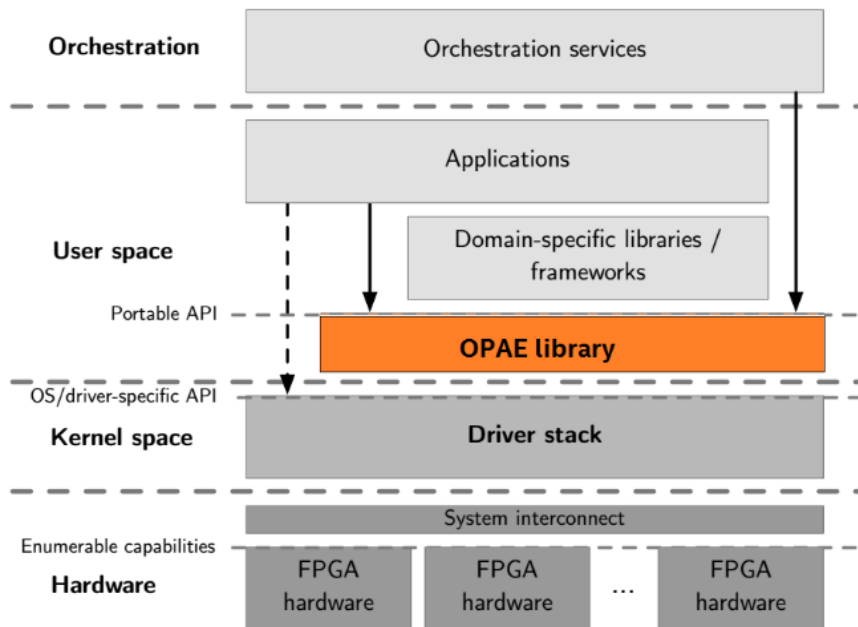 Orchestration
Orchestration services
Applications
User space
Domain-specific libraries /
frameworks
Portable API
OPAE library
OS/driver-specific API
Kernel space
Driver stack
System interconnect
Enumerable capabilities
Hardware
FPGA
hardware
FPGA
hardware
...
FPGA
hardware